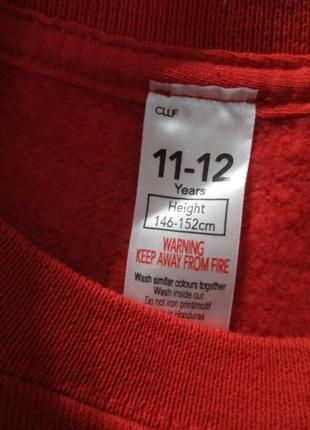 CLLF
11-12
Years
Height
146-152cm
WARNING
KEEP AWAY FROM FIRE
Wash similar colours together
Wash inside out
Do not iron print/motif
Made in Honduras